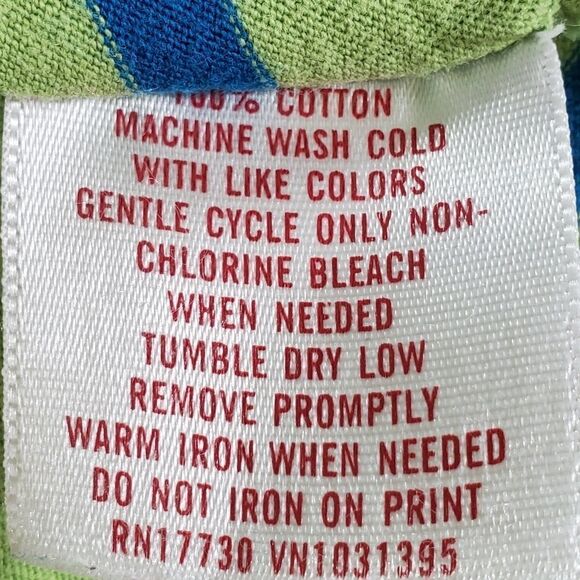 100% COTTON
MACHINE WASH COLD
WITH LIKE COLORS
GENTLE CYCLE ONLY NON-
CHLORINE BLEACH
WHEN NEEDED
TUMBLE DRY LOW
REMOVE PROMPTLY
WARM IRON WHEN NEEDED
DO NOT IRON ON PRINT
RN17730 VN1031395